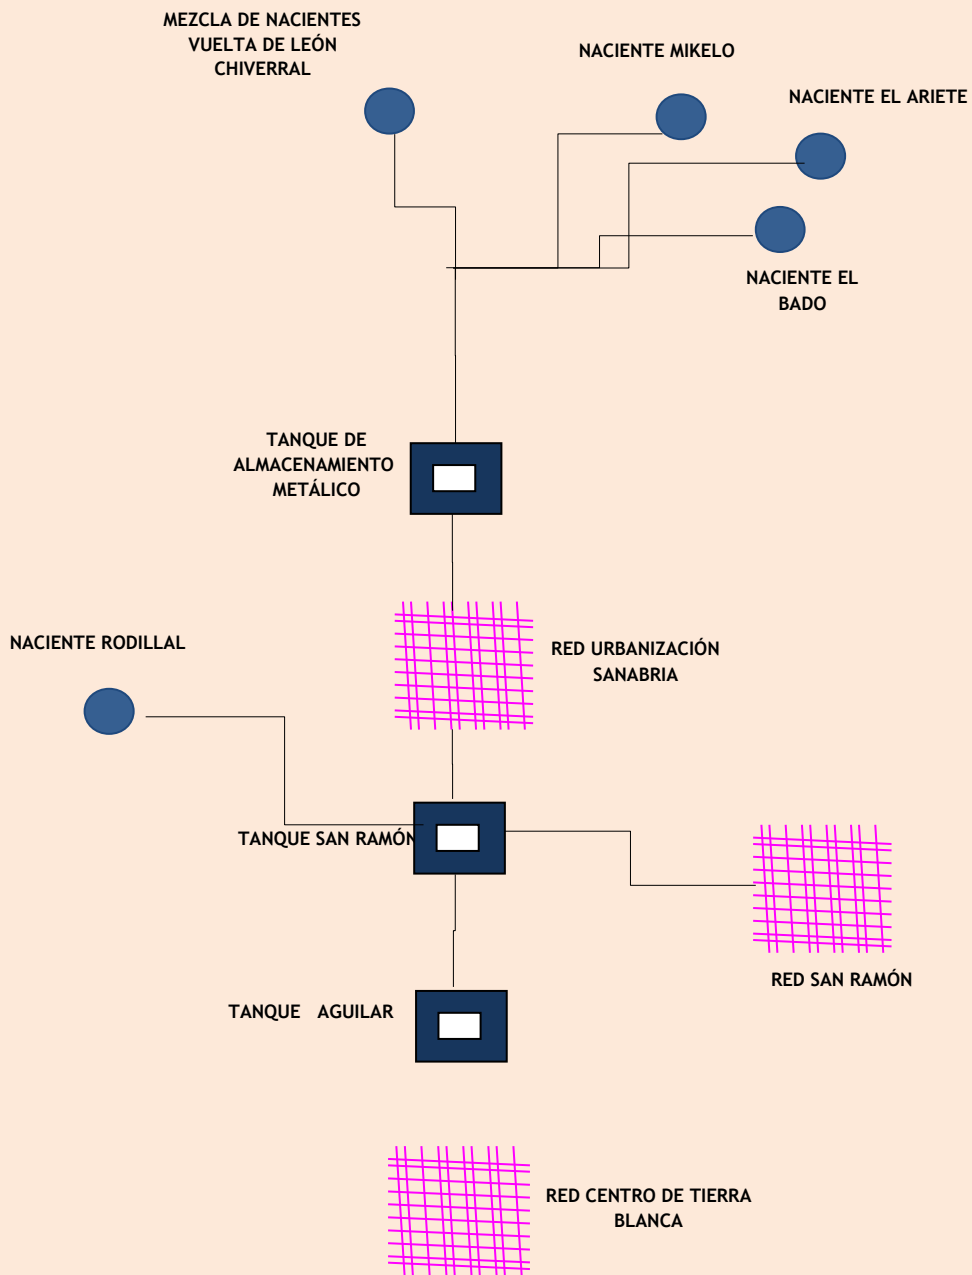 MEZCLA DE NACIENTES
VUELTA DE LEÓN
CHIVERRAL
NACIENTE MIKELO
NACIENTE EL ARIETE
NACIENTE EL
BADO
TANQUE DE
ALMACENAMIENTO
METÁLICO
NACIENTE RODILLAL
RED URBANIZACIÓN
SANABRIA
TANQUE SAN RAMÓN
RED SAN RAMÓN
TANQUE AGUILAR
RED CENTRO DE TIERRA
BLANCA